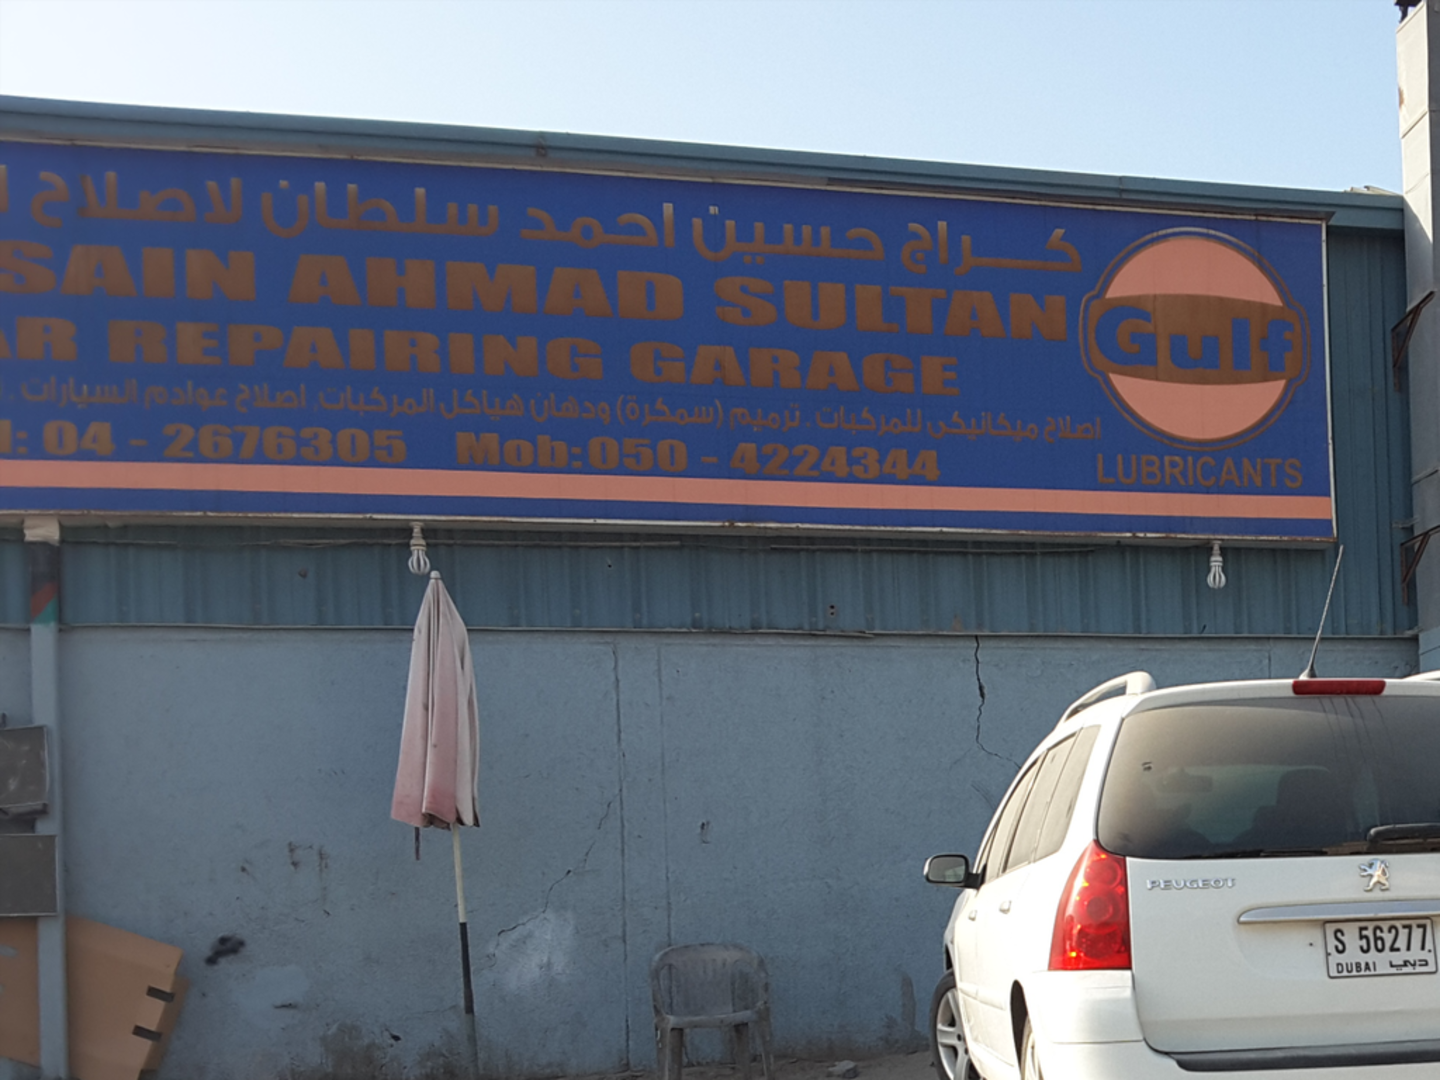 كراج حسين احمد سلطان لاصلاح
SAIN AHMAD SULTAN
AR REPAIRING GARAGE
إصلاح ميكانيكي للمركبات، ترميم (سمكرة) ودهان هياكل المركبات, اصلاح عوادم السيارات ،
l: 04 - 2676305 Mob:050 - 4224344
Gulf
LUBRICANTS
PEUGEOT
S 56277
DUBAI دبي